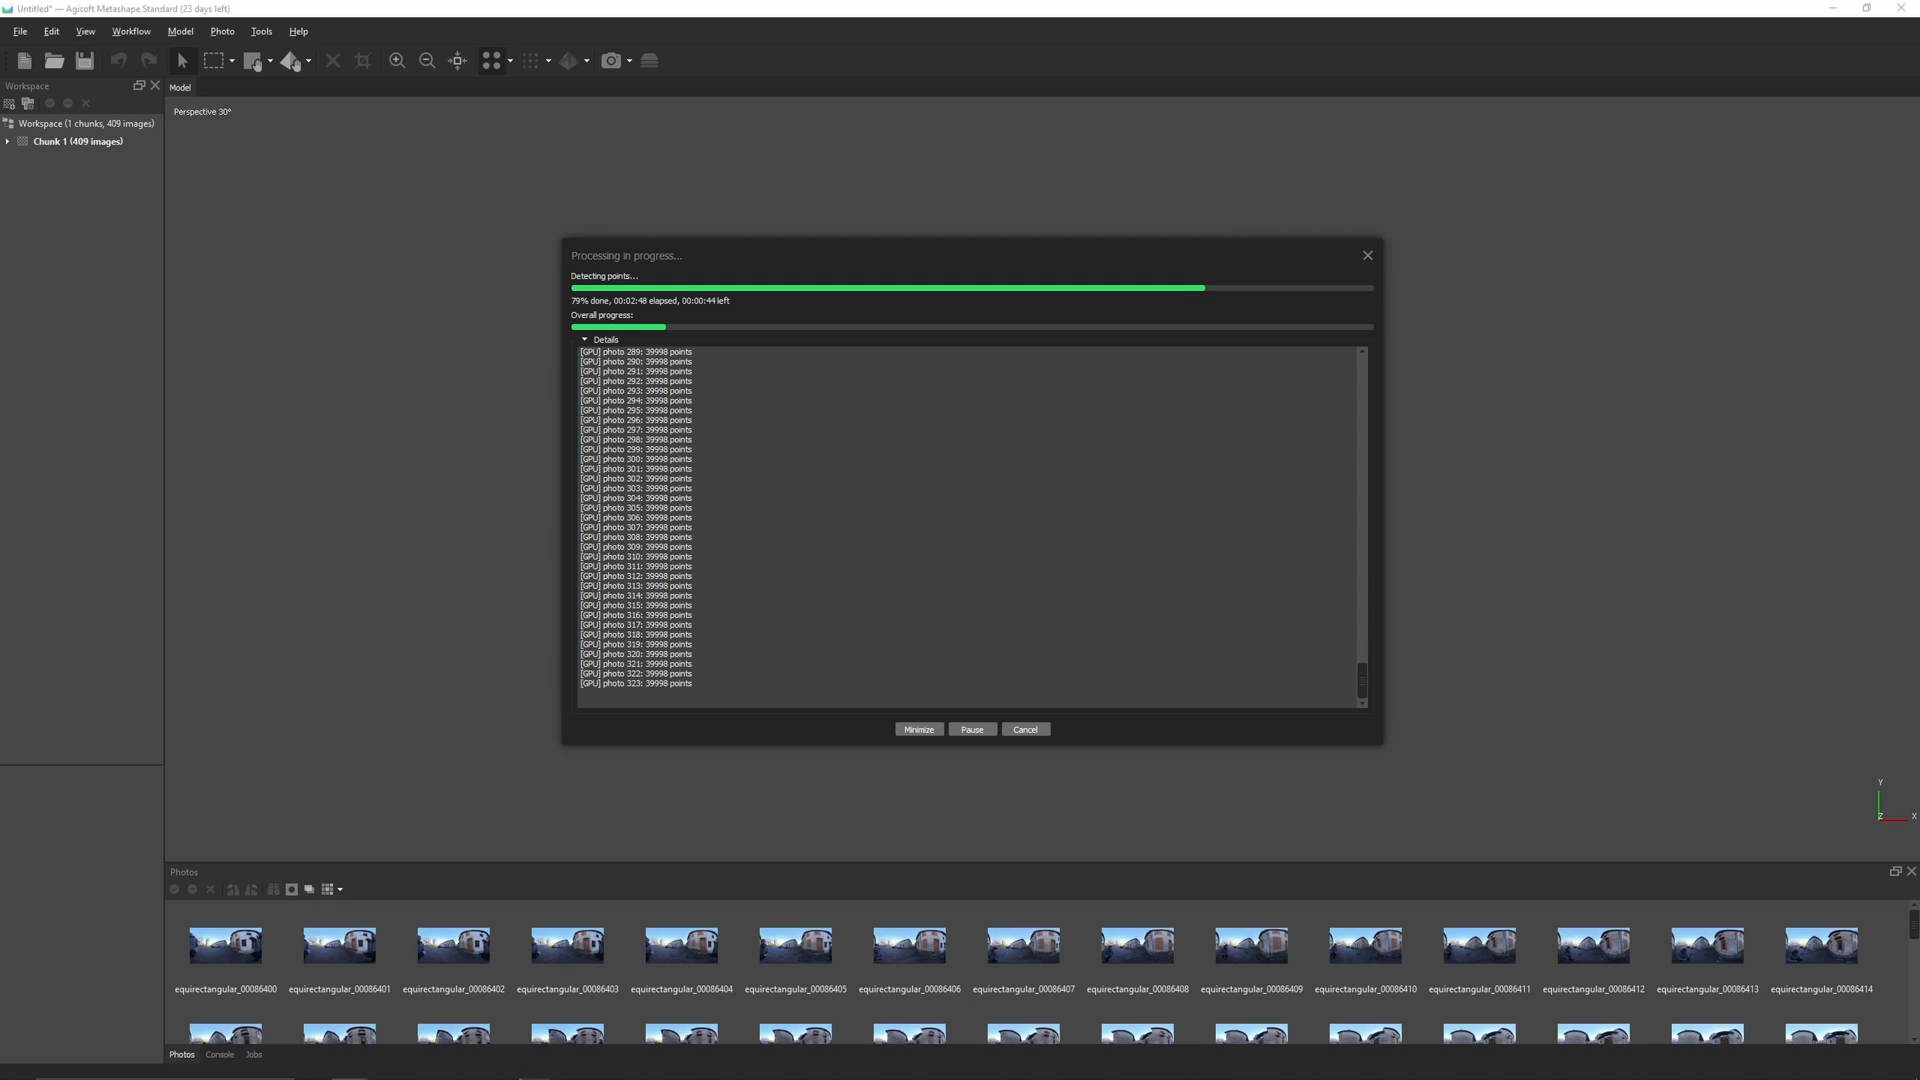 Untitled* — Agisoft Metashape Standard (23 days left)
File Edit View Workflow Model Photo Tools Help
Workspace
Model
Workspace (1 chunks, 409 images)
Chunk 1 (409 images)
Perspective 30°
Processing in progress...
Detecting points...
79% done, 00:02:48 elapsed, 00:00:44 left
Overall progress:
Details
[GPU] photo 289: 39998 points
[GPU] photo 290: 39998 points
[GPU] photo 291: 39998 points
[GPU] photo 292: 39998 points
[GPU] photo 293: 39998 points
[GPU] photo 294: 39998 points
[GPU] photo 295: 39998 points
[GPU] photo 296: 39998 points
[GPU] photo 297: 39998 points
[GPU] photo 298: 39998 points
[GPU] photo 299: 39998 points
[GPU] photo 300: 39998 points
[GPU] photo 301: 39998 points
[GPU] photo 302: 39998 points
[GPU] photo 303: 39998 points
[GPU] photo 304: 39998 points
[GPU] photo 305: 39998 points
[GPU] photo 306: 39998 points
[GPU] photo 307: 39998 points
[GPU] photo 308: 39998 points
[GPU] photo 309: 39998 points
[GPU] photo 310: 39998 points
[GPU] photo 311: 39998 points
[GPU] photo 312: 39998 points
[GPU] photo 313: 39998 points
[GPU] photo 314: 39998 points
[GPU] photo 315: 39998 points
[GPU] photo 316: 39998 points
[GPU] photo 317: 39998 points
[GPU] photo 318: 39998 points
[GPU] photo 319: 39998 points
[GPU] photo 320: 39998 points
[GPU] photo 321: 39998 points
[GPU] photo 322: 39998 points
[GPU] photo 323: 39998 points
Minimize Pause Cancel
Y
Z X
Photos
equirectangular_00086400 equirectangular_00086401 equirectangular_00086402 equirectangular_00086403 equirectangular_00086404 equirectangular_00086405 equirectangular_00086406 equirectangular_00086407 equirectangular_00086408 equirectangular_00086409 equirectangular_00086410 equirectangular_00086411 equirectangular_00086412 equirectangular_00086413 equirectangular_00086414
Photos Console Jobs